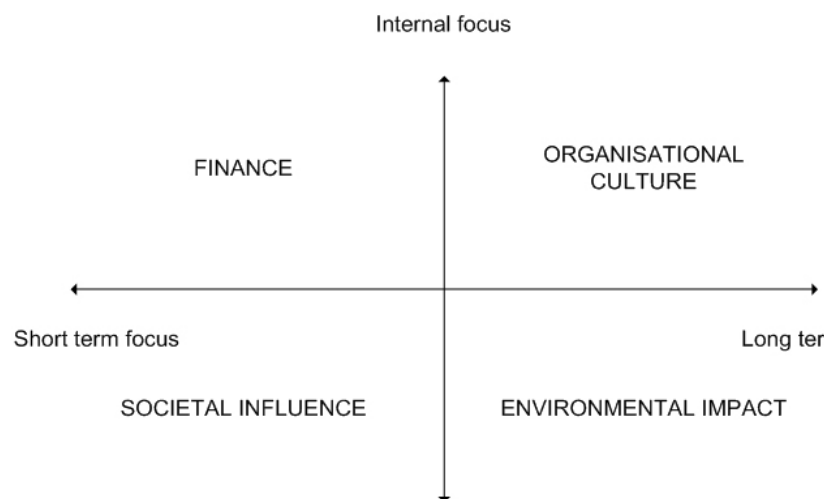 Internal focus
FINANCE
ORGANISATIONAL
CULTURE
Short term focus
Long ter
SOCIETAL INFLUENCE
ENVIRONMENTAL IMPACT